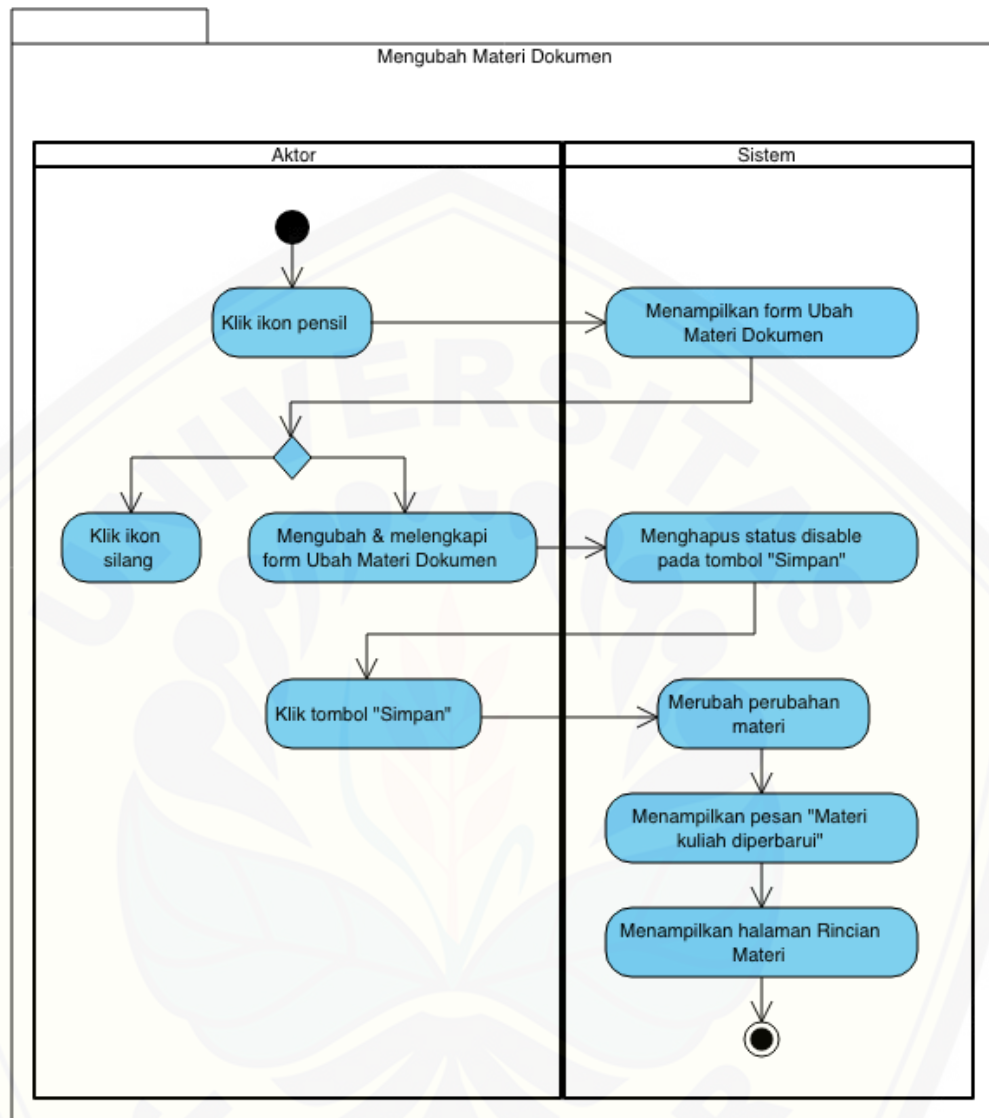 Mengubah Materi Dokumen
Aktor
Sistem
Klik ikon pensil
Menampilkan form Ubah
Materi Dokumen
Klik ikon
silang
Mengubah & melengkapi
form Ubah Materi Dokumen
Menghapus status disable
pada tombol "Simpan"
Klik tombol "Simpan"
Merubah perubahan
materi
Menampilkan pesan "Materi
kuliah diperbarui"
Menampilkan halaman Rincian
Materi
UNIVERSITAS